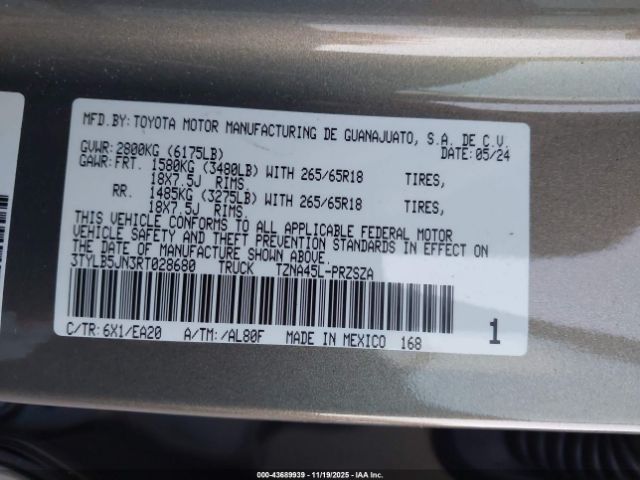 MFD.BY: TOYOTA MOTOR MANUFACTURING DE GUANAJUATO, S.A. DE C.V.
GVWR: 2800KG (6175LB) DATE: 05/24
GAWR: FRT. 1580KG (3480LB) WITH 265/65R18 TIRES,
18X7.5J RIMS.
RR. 1485KG (3275LB) WITH 265/65R18 TIRES,
18X7.5J RIMS.
THIS VEHICLE CONFORMS TO ALL APPLICABLE FEDERAL MOTOR
VEHICLE SAFETY AND THEFT PREVENTION STANDARDS IN EFFECT ON
THE DATE OF MANUFACTURE SHOWN ABOVE.
3TYLB5JN3RT028680 TRUCK TZNA45L-PRZSZA
C/TR: 6X1/EA20 A/TM: /AL80F MADE IN MEXICO 168 1
000-43689939 - 11/19/2025 - IAAI.COM